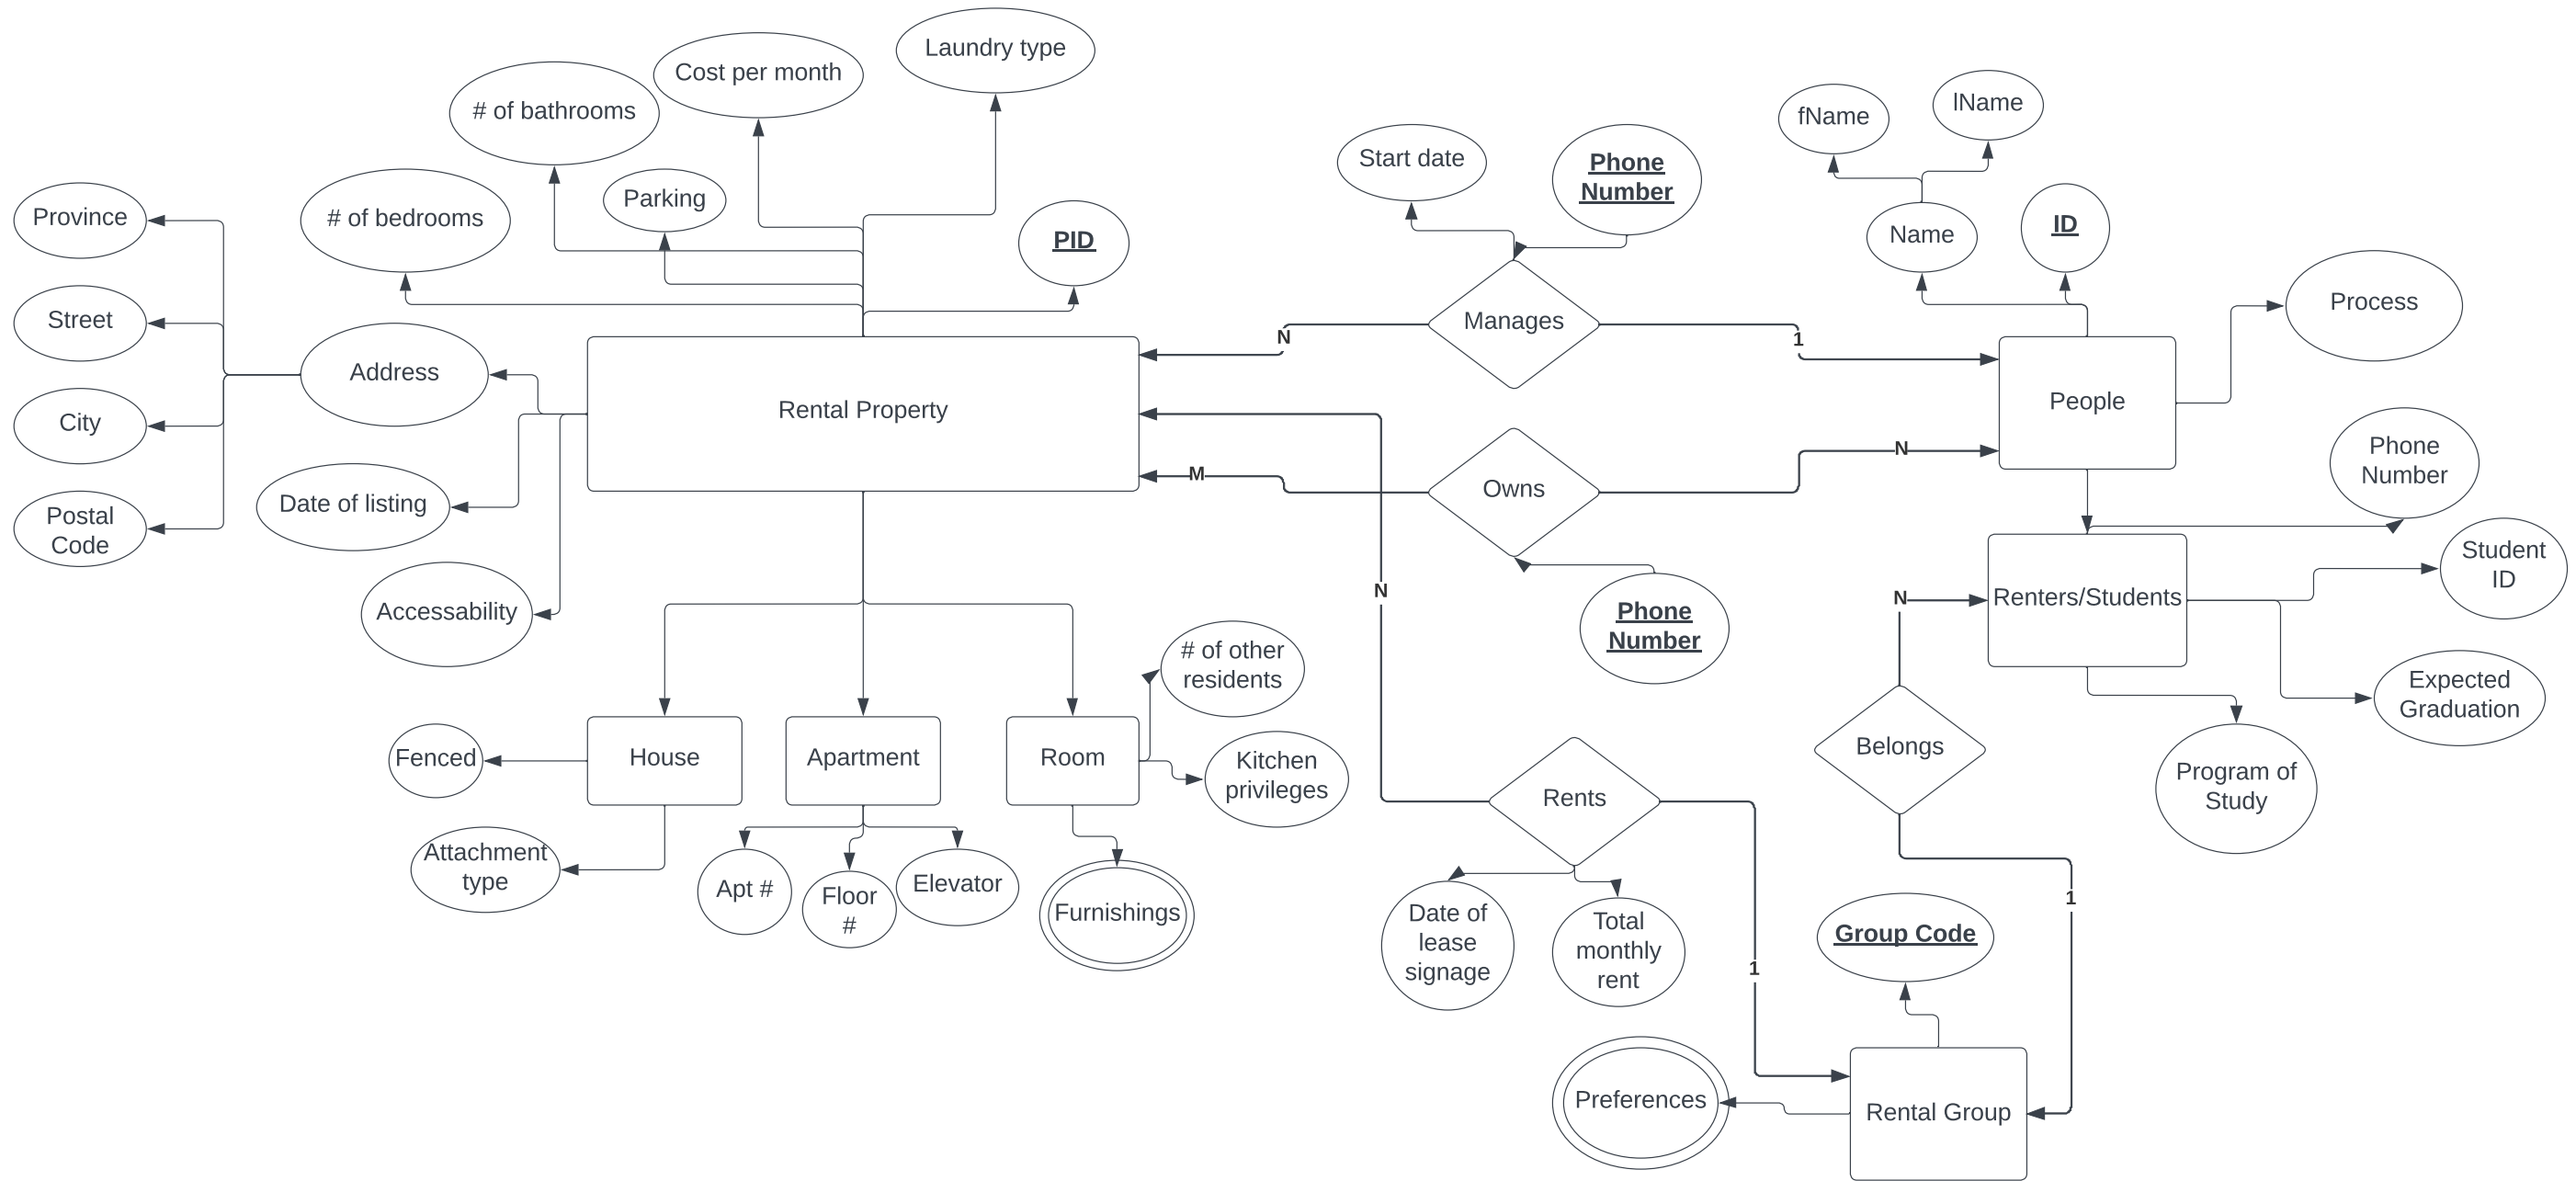 Laundry type
Cost per month
# of bathrooms
fName
lName
Start date
Phone
Number
Parking
Province
# of bedrooms
PID
Name
ID
Process
Street
Address
Manages
N
1
People
Rental Property
City
Date of listing
Postal
Code
M
Owns
N
Phone
Number
Student
ID
Accessability
N
Phone
Number
N
Renters/Students
# of other
residents
Expected
Graduation
Fenced
House
Apartment
Room
Kitchen
privileges
Rents
Belongs
Program of
Study
Attachment
type
Apt #
Floor
#
Elevator
Furnishings
Date of
lease
signage
Total
monthly
rent
1
Group Code
1
Preferences
Rental Group